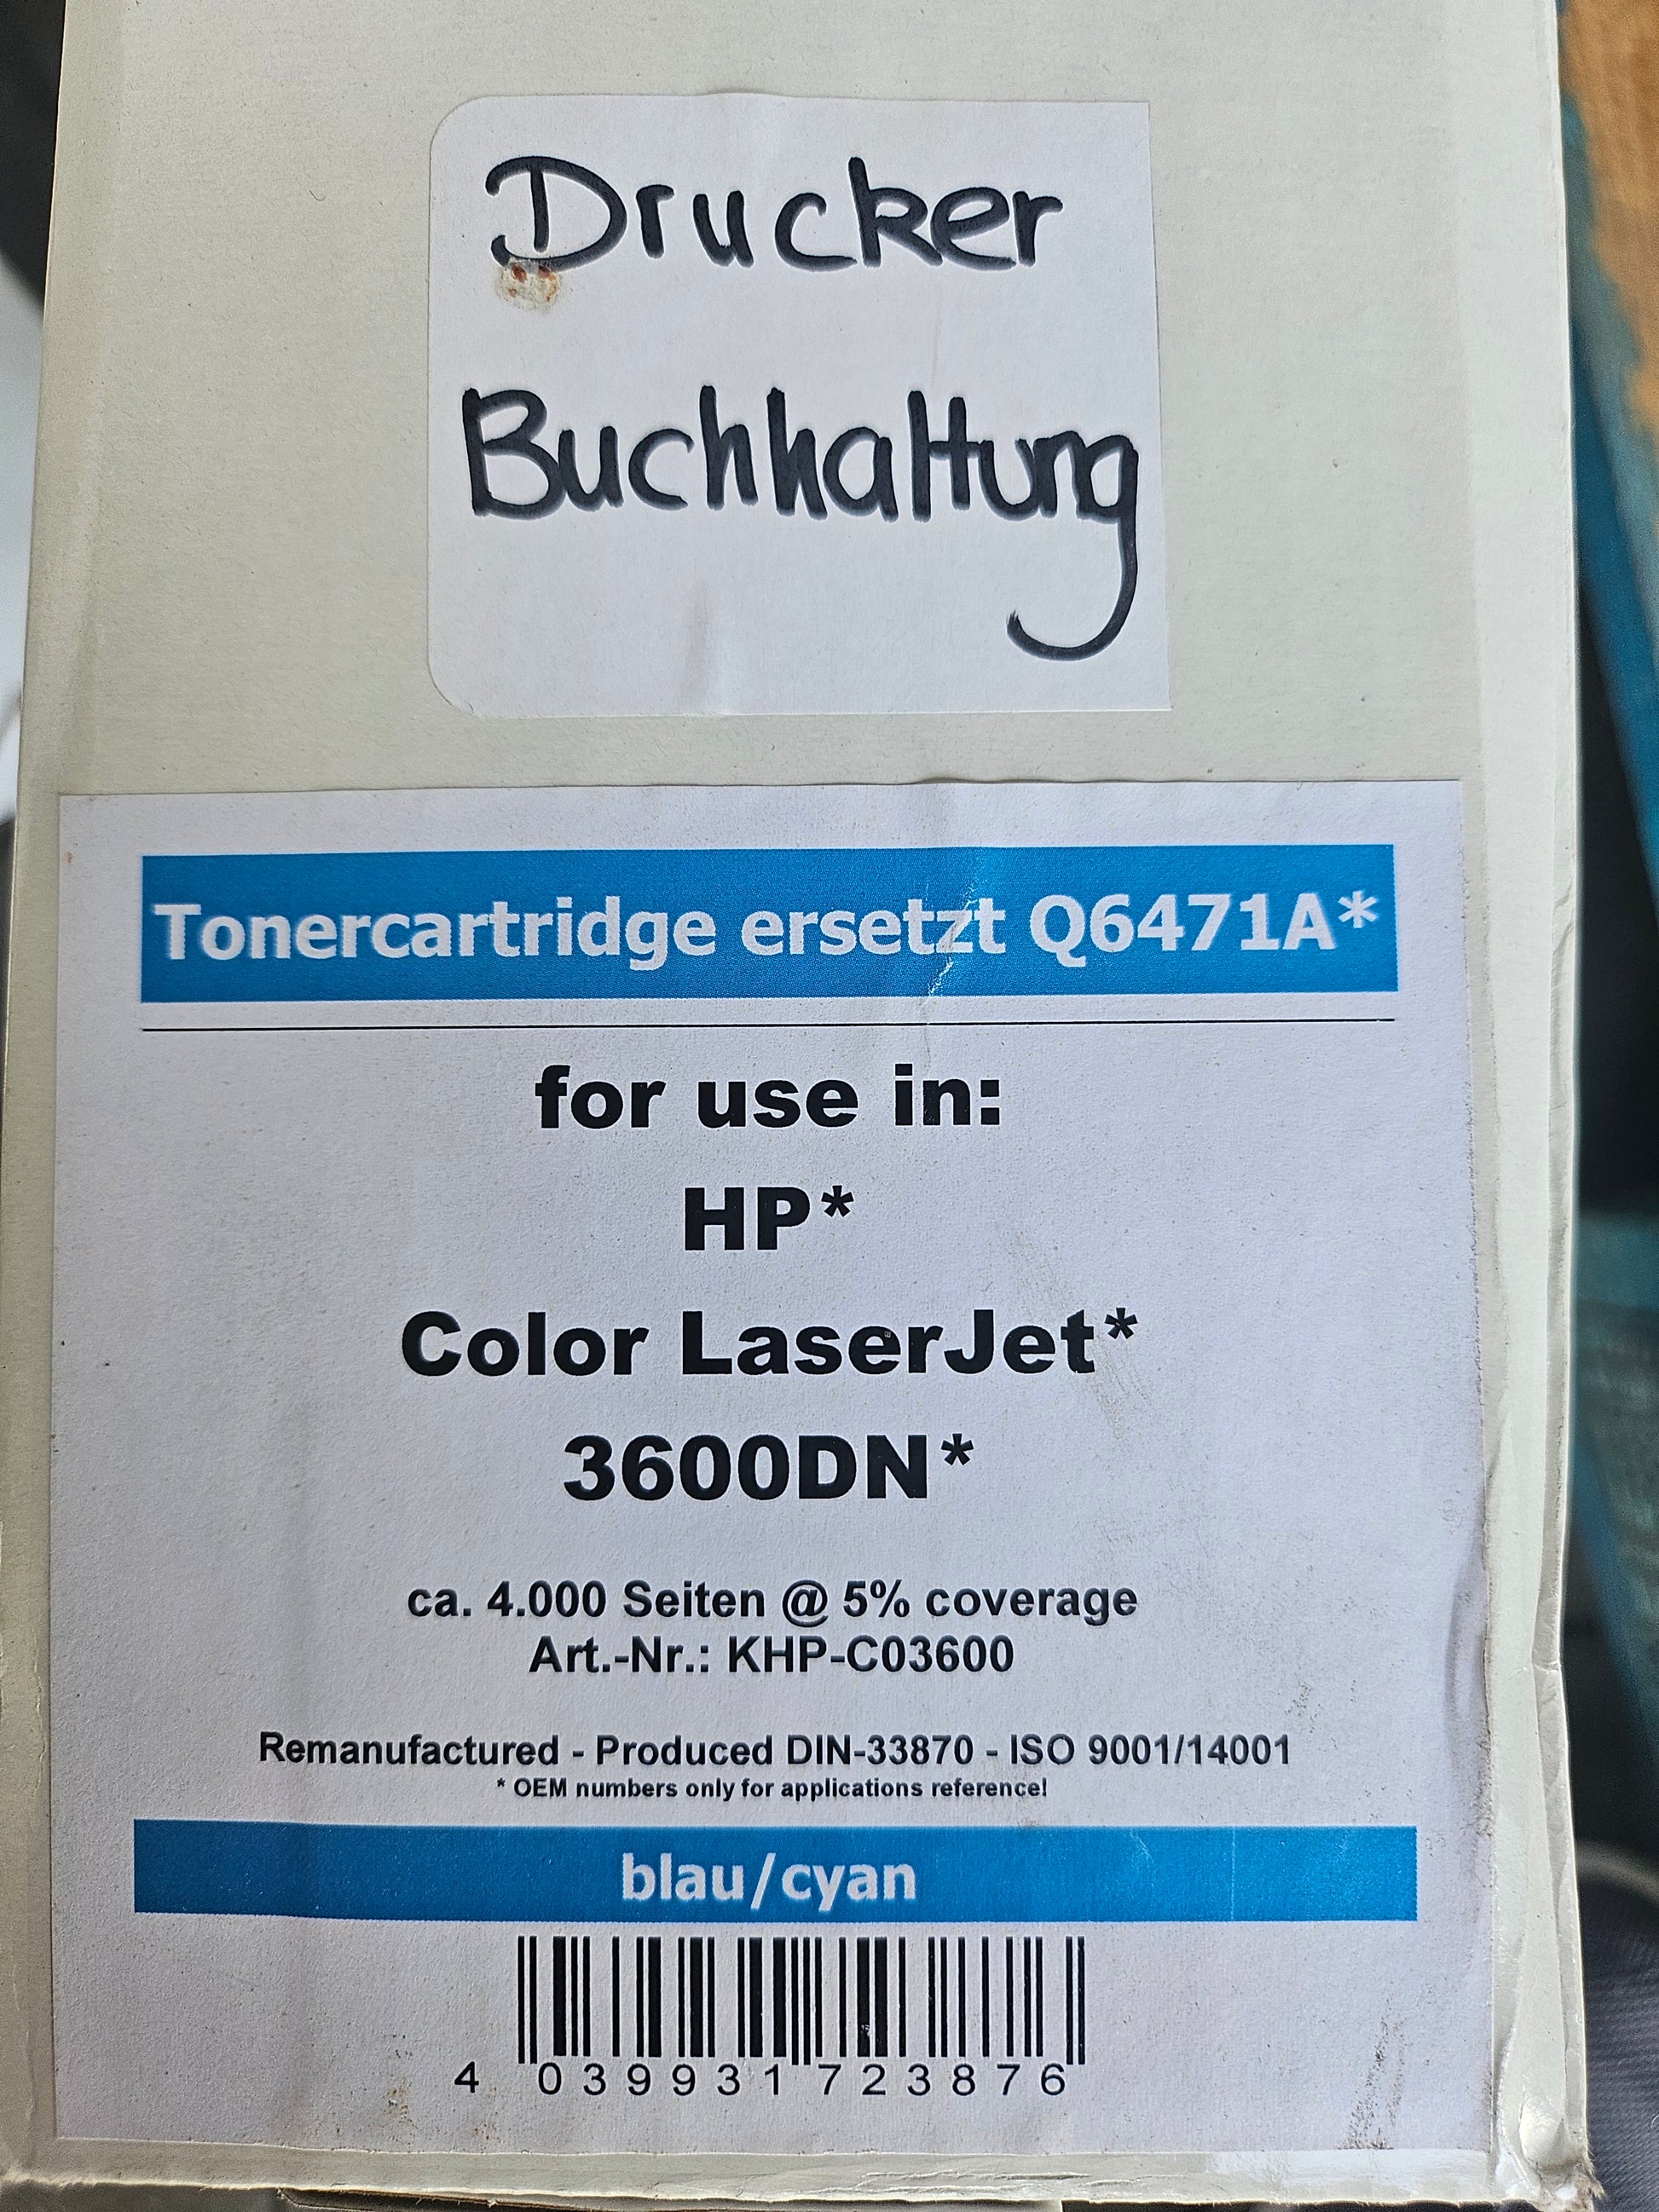 Drucker
Buchhaltung
Tonercartridge ersetzt Q6471A*
for use in:
HP*
Color LaserJet*
3600DN*
ca. 4.000 Seiten @ 5% coverage
Art.-Nr.: KHP-C03600
Remanufactured - Produced DIN-33870 - ISO 9001/14001
* OEM numbers only for applications reference!
blau/cyan
4 039931 723876